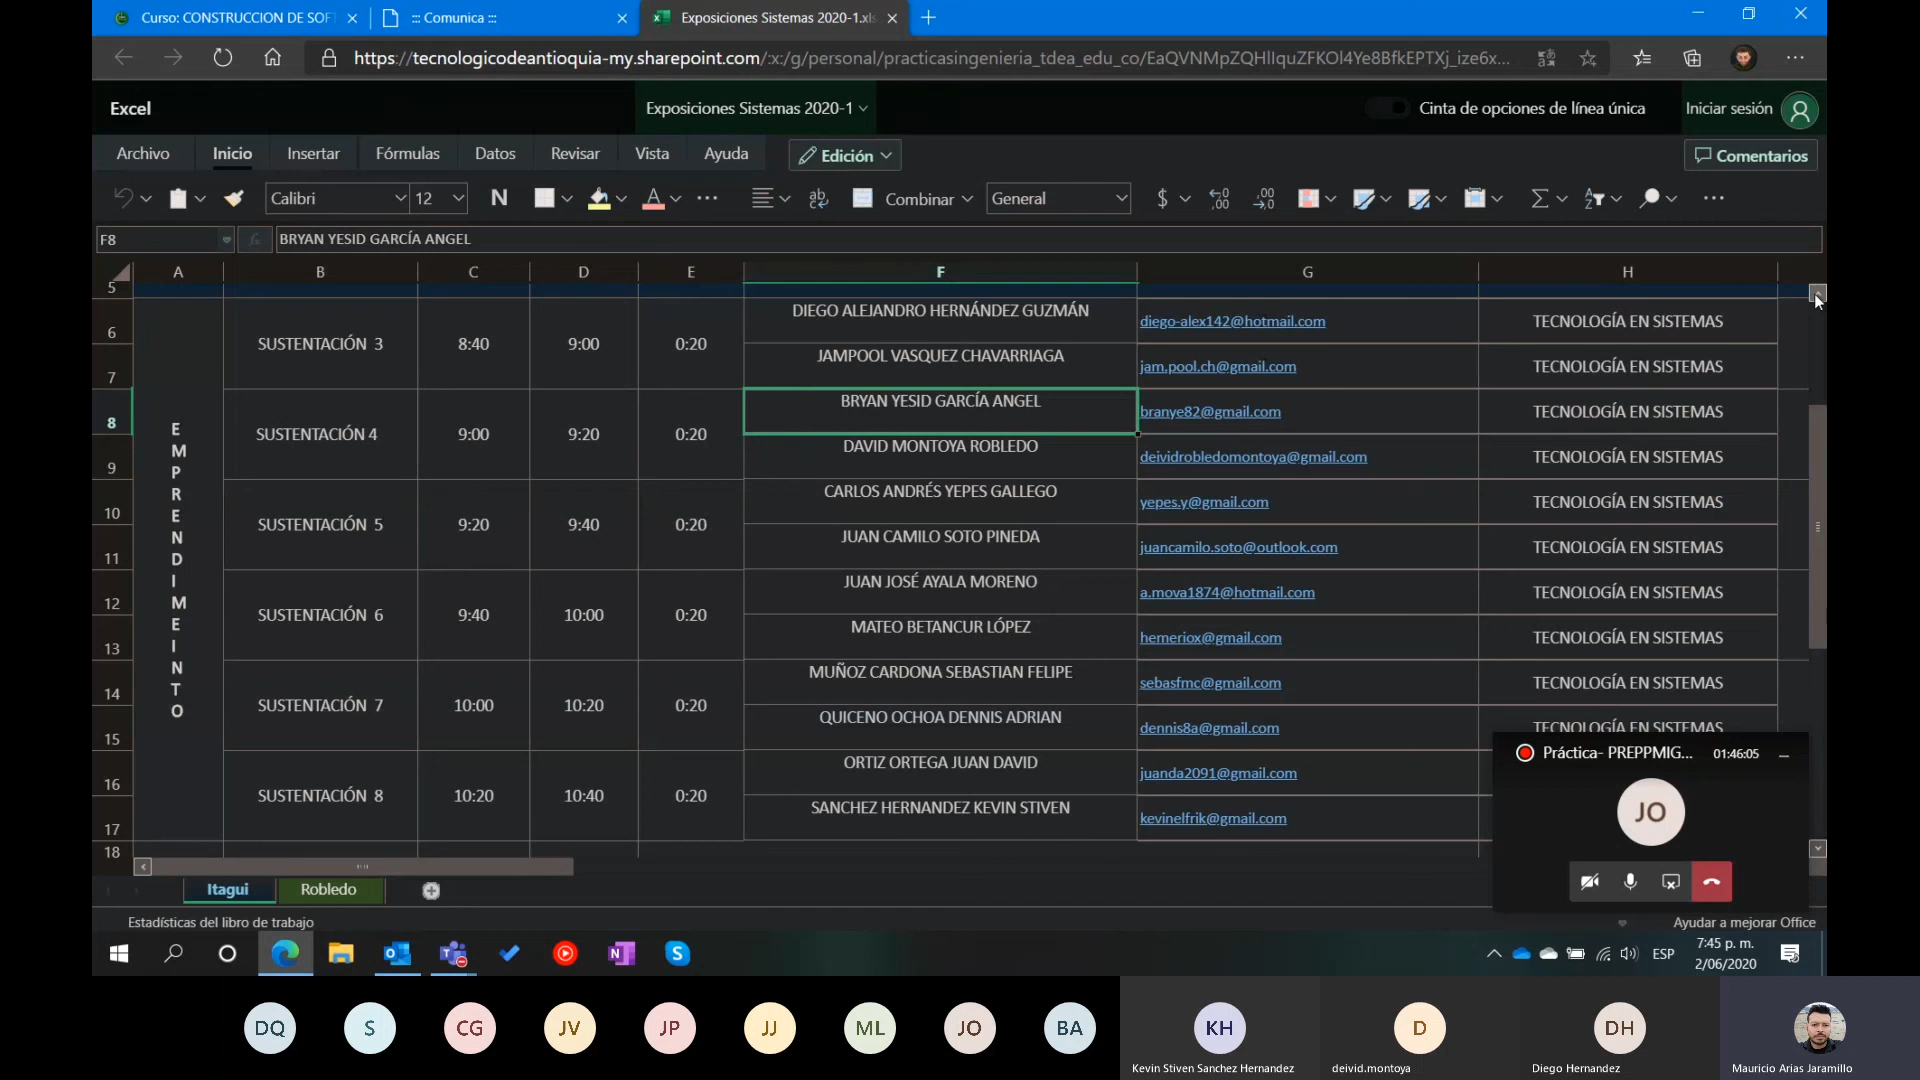 Curso: CONSTRUCCION DE SOF
::: Comunica :::
Exposiciones Sistemas 2020-1.xls
https://tecnologicodeantioquia-my.sharepoint.com/:x:/g/personal/practicasingenieria_tdea_edu_co/EaQVNMpZQHlIquZFKOl4Ye8BfkEPTXj_ize6x...
Excel
Exposiciones Sistemas 2020-1
Cinta de opciones de línea única
Iniciar sesión
Archivo Inicio Insertar Fórmulas Datos Revisar Vista Ayuda Edición Comentarios
Calibri 12 N A Combinar General $
F8 fx BRYAN YESID GARCÍA ANGEL
A B C D E F G H
5
6 SUSTENTACIÓN 3 8:40 9:00 0:20 DIEGO ALEJANDRO HERNÁNDEZ GUZMÁN diego-alex142@hotmail.com TECNOLOGÍA EN SISTEMAS
7 JAMPOOL VASQUEZ CHAVARRIAGA jam.pool.ch@gmail.com TECNOLOGÍA EN SISTEMAS
8 SUSTENTACIÓN 4 9:00 9:20 0:20 BRYAN YESID GARCÍA ANGEL branye82@gmail.com TECNOLOGÍA EN SISTEMAS
9 DAVID MONTOYA ROBLEDO deividrobledomontoya@gmail.com TECNOLOGÍA EN SISTEMAS
10 SUSTENTACIÓN 5 9:20 9:40 0:20 CARLOS ANDRÉS YEPES GALLEGO yepes.y@gmail.com TECNOLOGÍA EN SISTEMAS
11 JUAN CAMILO SOTO PINEDA juancamilo.soto@outlook.com TECNOLOGÍA EN SISTEMAS
12 SUSTENTACIÓN 6 9:40 10:00 0:20 JUAN JOSÉ AYALA MORENO a.mova1874@hotmail.com TECNOLOGÍA EN SISTEMAS
13 MATEO BETANCUR LÓPEZ hemeriox@gmail.com TECNOLOGÍA EN SISTEMAS
14 SUSTENTACIÓN 7 10:00 10:20 0:20 MUÑOZ CARDONA SEBASTIAN FELIPE sebasfmc@gmail.com TECNOLOGÍA EN SISTEMAS
15 QUICENO OCHOA DENNIS ADRIAN dennis8a@gmail.com TECNOLOGÍA EN SISTEMAS
16 SUSTENTACIÓN 8 10:20 10:40 0:20 ORTIZ ORTEGA JUAN DAVID juanda2091@gmail.com
17 SANCHEZ HERNANDEZ KEVIN STIVEN kevinelfrik@gmail.com
18
E
M
P
R
E
N
D
I
M
E
I
N
T
O
Práctica- PREPPMIG... 01:46:05
JO
Itagui Robledo
Estadísticas del libro de trabajo
Ayudar a mejorar Office
ESP
7:45 p. m.
2/06/2020
DQ S CG JV JP JJ ML JO BA KH D DH
Kevin Stiven Sanchez Hernandez
deivid.montoya
Diego Hernandez
Mauricio Arias Jaramillo